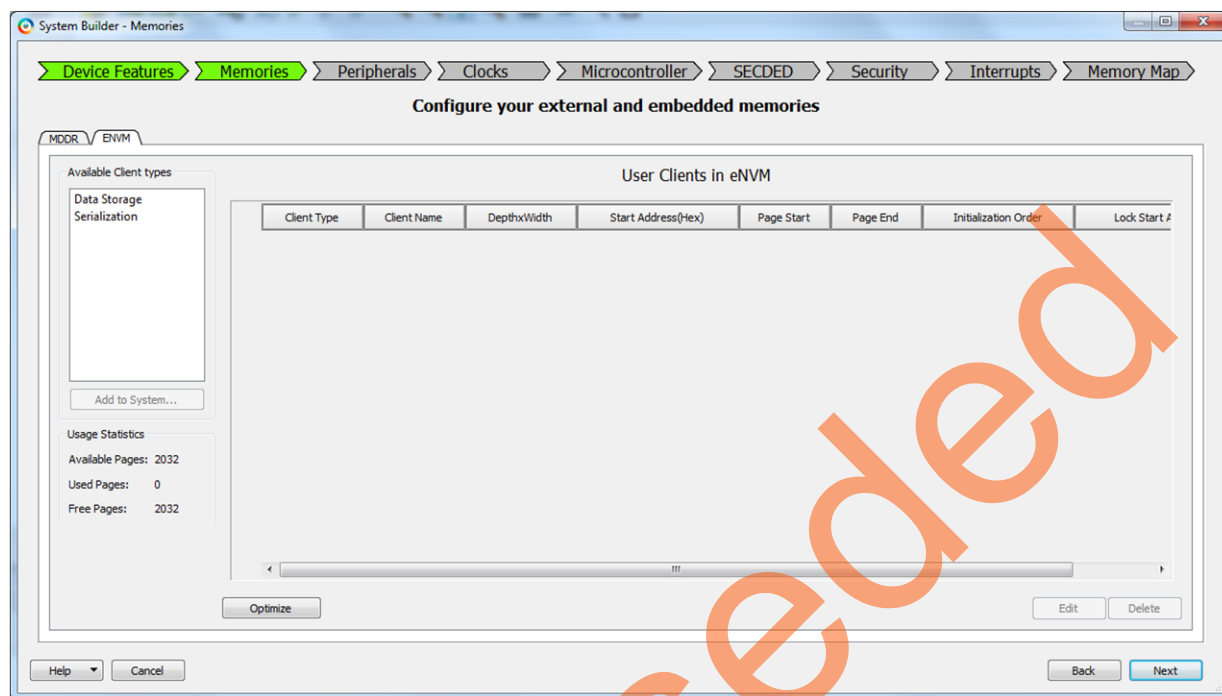 System Builder - Memories
Device Features Memories Peripherals Clocks Microcontroller SECDED Security Interrupts Memory Map
Configure your external and embedded memories
MDDR ENVM
Available Client types
User Clients in eNVM
Data Storage
Serialization
Client Type Client Name DepthxWidth Start Address(Hex) Page Start Page End Initialization Order Lock Start A
Add to System...
Usage Statistics
Available Pages: 2032
Used Pages: 0
Free Pages: 2032
Optimize Edit Delete
Help Cancel Back Next
seded